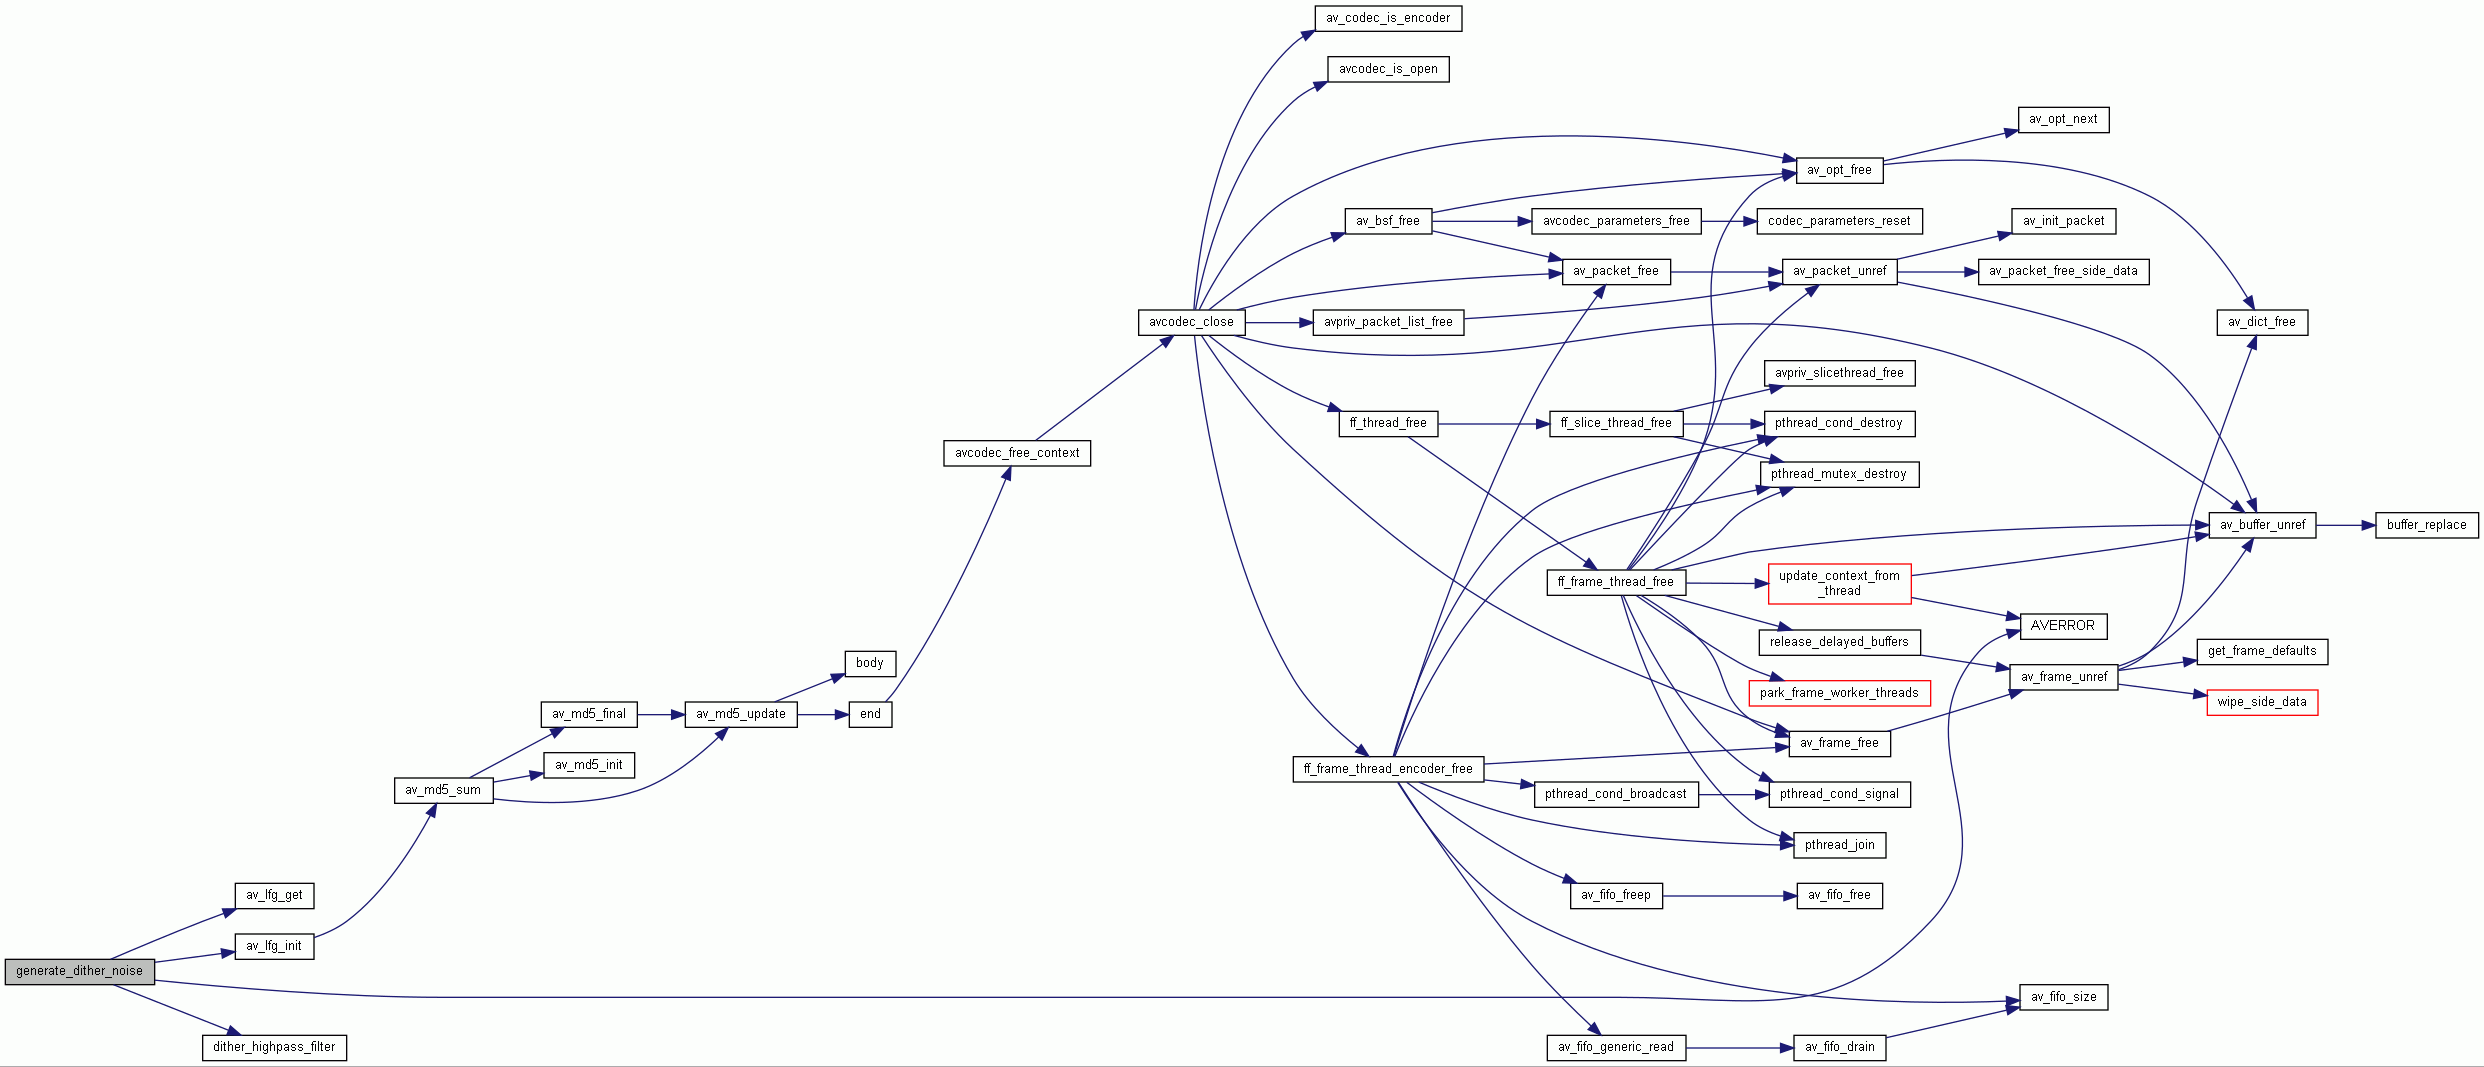 av_codec_is_encoder
avcodec_is_open
av_opt_next
av_opt_free
av_bsf_free
avcodec_parameters_free
codec_parameters_reset
av_init_packet
av_packet_free
av_packet_unref
av_packet_free_side_data
avcodec_close
avpriv_packet_list_free
av_dict_free
avpriv_slicethread_free
ff_thread_free
ff_slice_thread_free
pthread_cond_destroy
avcodec_free_context
pthread_mutex_destroy
av_buffer_unref
buffer_replace
ff_frame_thread_free
update_context_from
_thread
AVERROR
release_delayed_buffers
get_frame_defaults
body
av_frame_unref
park_frame_worker_threads
wipe_side_data
av_md5_final
av_md5_update
end
av_frame_free
av_md5_init
ff_frame_thread_encoder_free
av_md5_sum
pthread_cond_broadcast
pthread_cond_signal
pthread_join
av_lfg_get
av_fifo_freep
av_fifo_free
av_lfg_init
generate_dither_noise
av_fifo_size
dither_highpass_filter
av_fifo_generic_read
av_fifo_drain